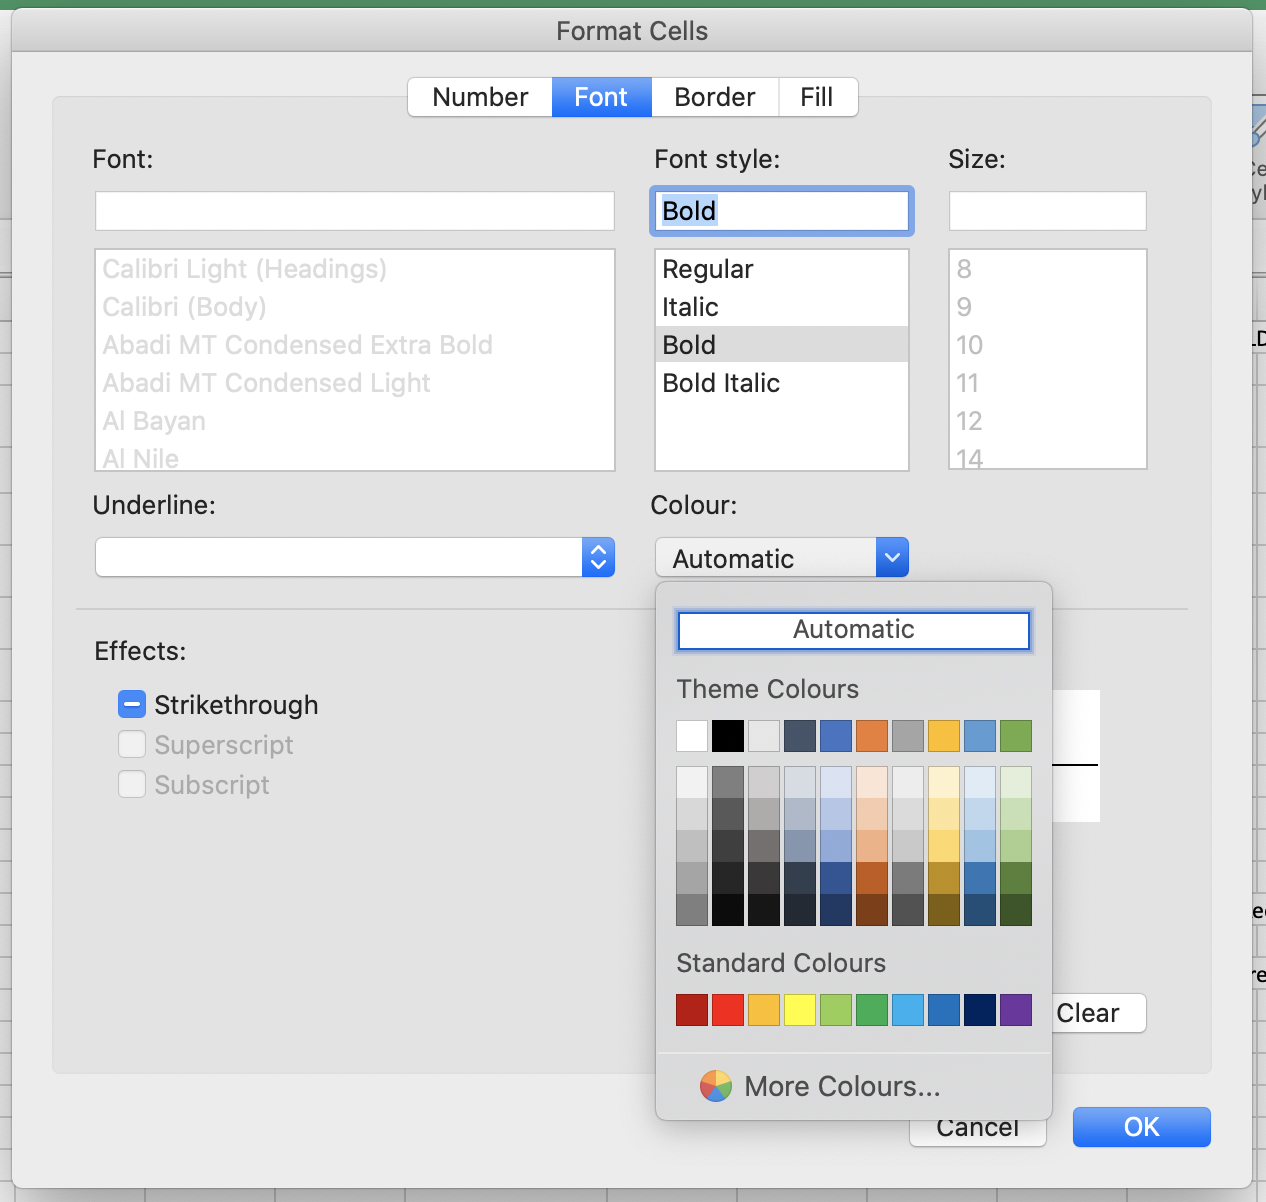 Format Cells
Number Font Border Fill
Font: Font style: Size:
Bold
Calibri Light (Headings) Regular 8
Calibri (Body) Italic 9
Abadi MT Condensed Extra Bold Bold 10
Abadi MT Condensed Light Bold Italic 11
Al Bayan 12
Al Nile 14
Underline: Colour:
Automatic
Automatic
Effects:
Theme Colours
Strikethrough
Superscript
Subscript
Standard Colours
Clear
More Colours...
Cancel OK